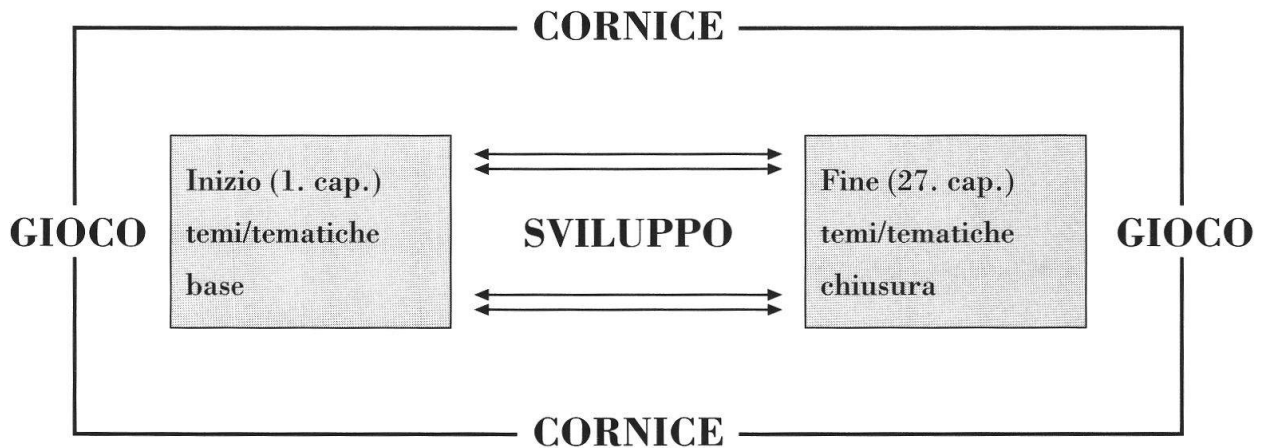 CORNICE
Inizio (1. cap.)
temi/tematiche
base
GIOCO
SVILUPPO
Fine (27. cap.)
temi/tematiche
chiusura
GIOCO
CORNICE